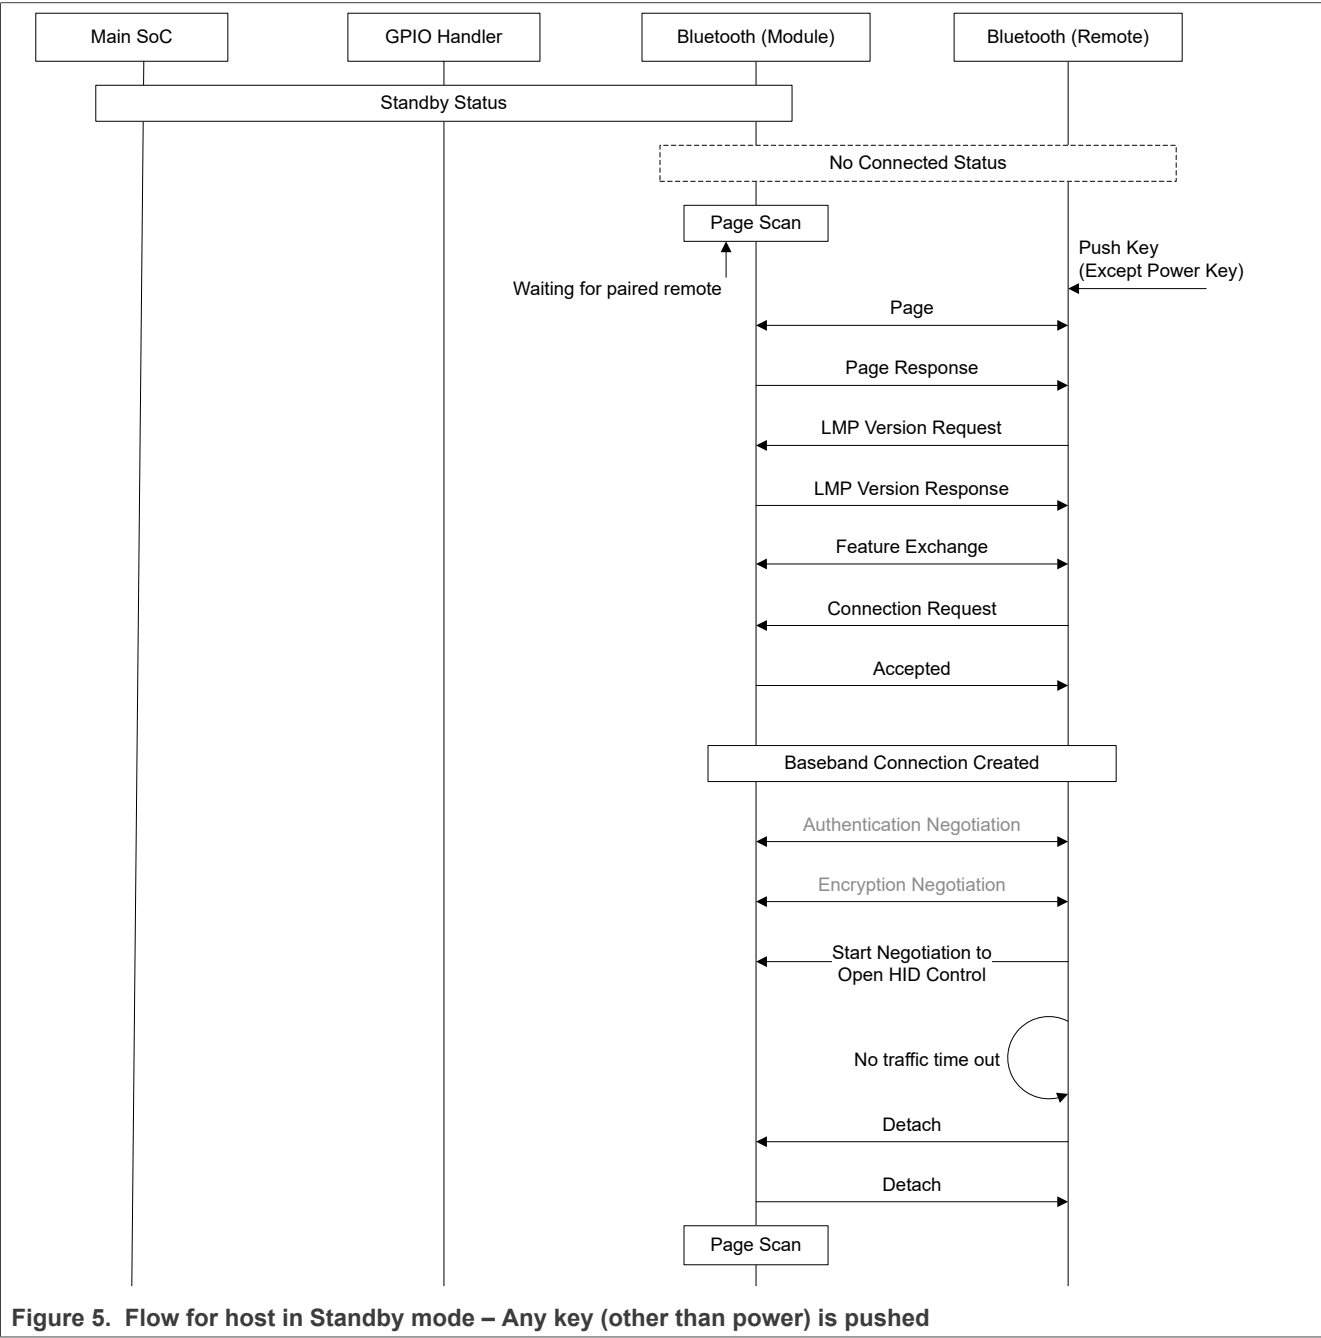 Main SoC
GPIO Handler
Bluetooth (Module)
Bluetooth (Remote)
Standby Status
No Connected Status
Page Scan
Push Key
(Except Power Key)
Waiting for paired remote
Page
Page Response
LMP Version Request
LMP Version Response
Feature Exchange
Connection Request
Accepted
Baseband Connection Created
Authentication Negotiation
Encryption Negotiation
Start Negotiation to
Open HID Control
No traffic time out
Detach
Detach
Page Scan
Figure 5. Flow for host in Standby mode – Any key (other than power) is pushed